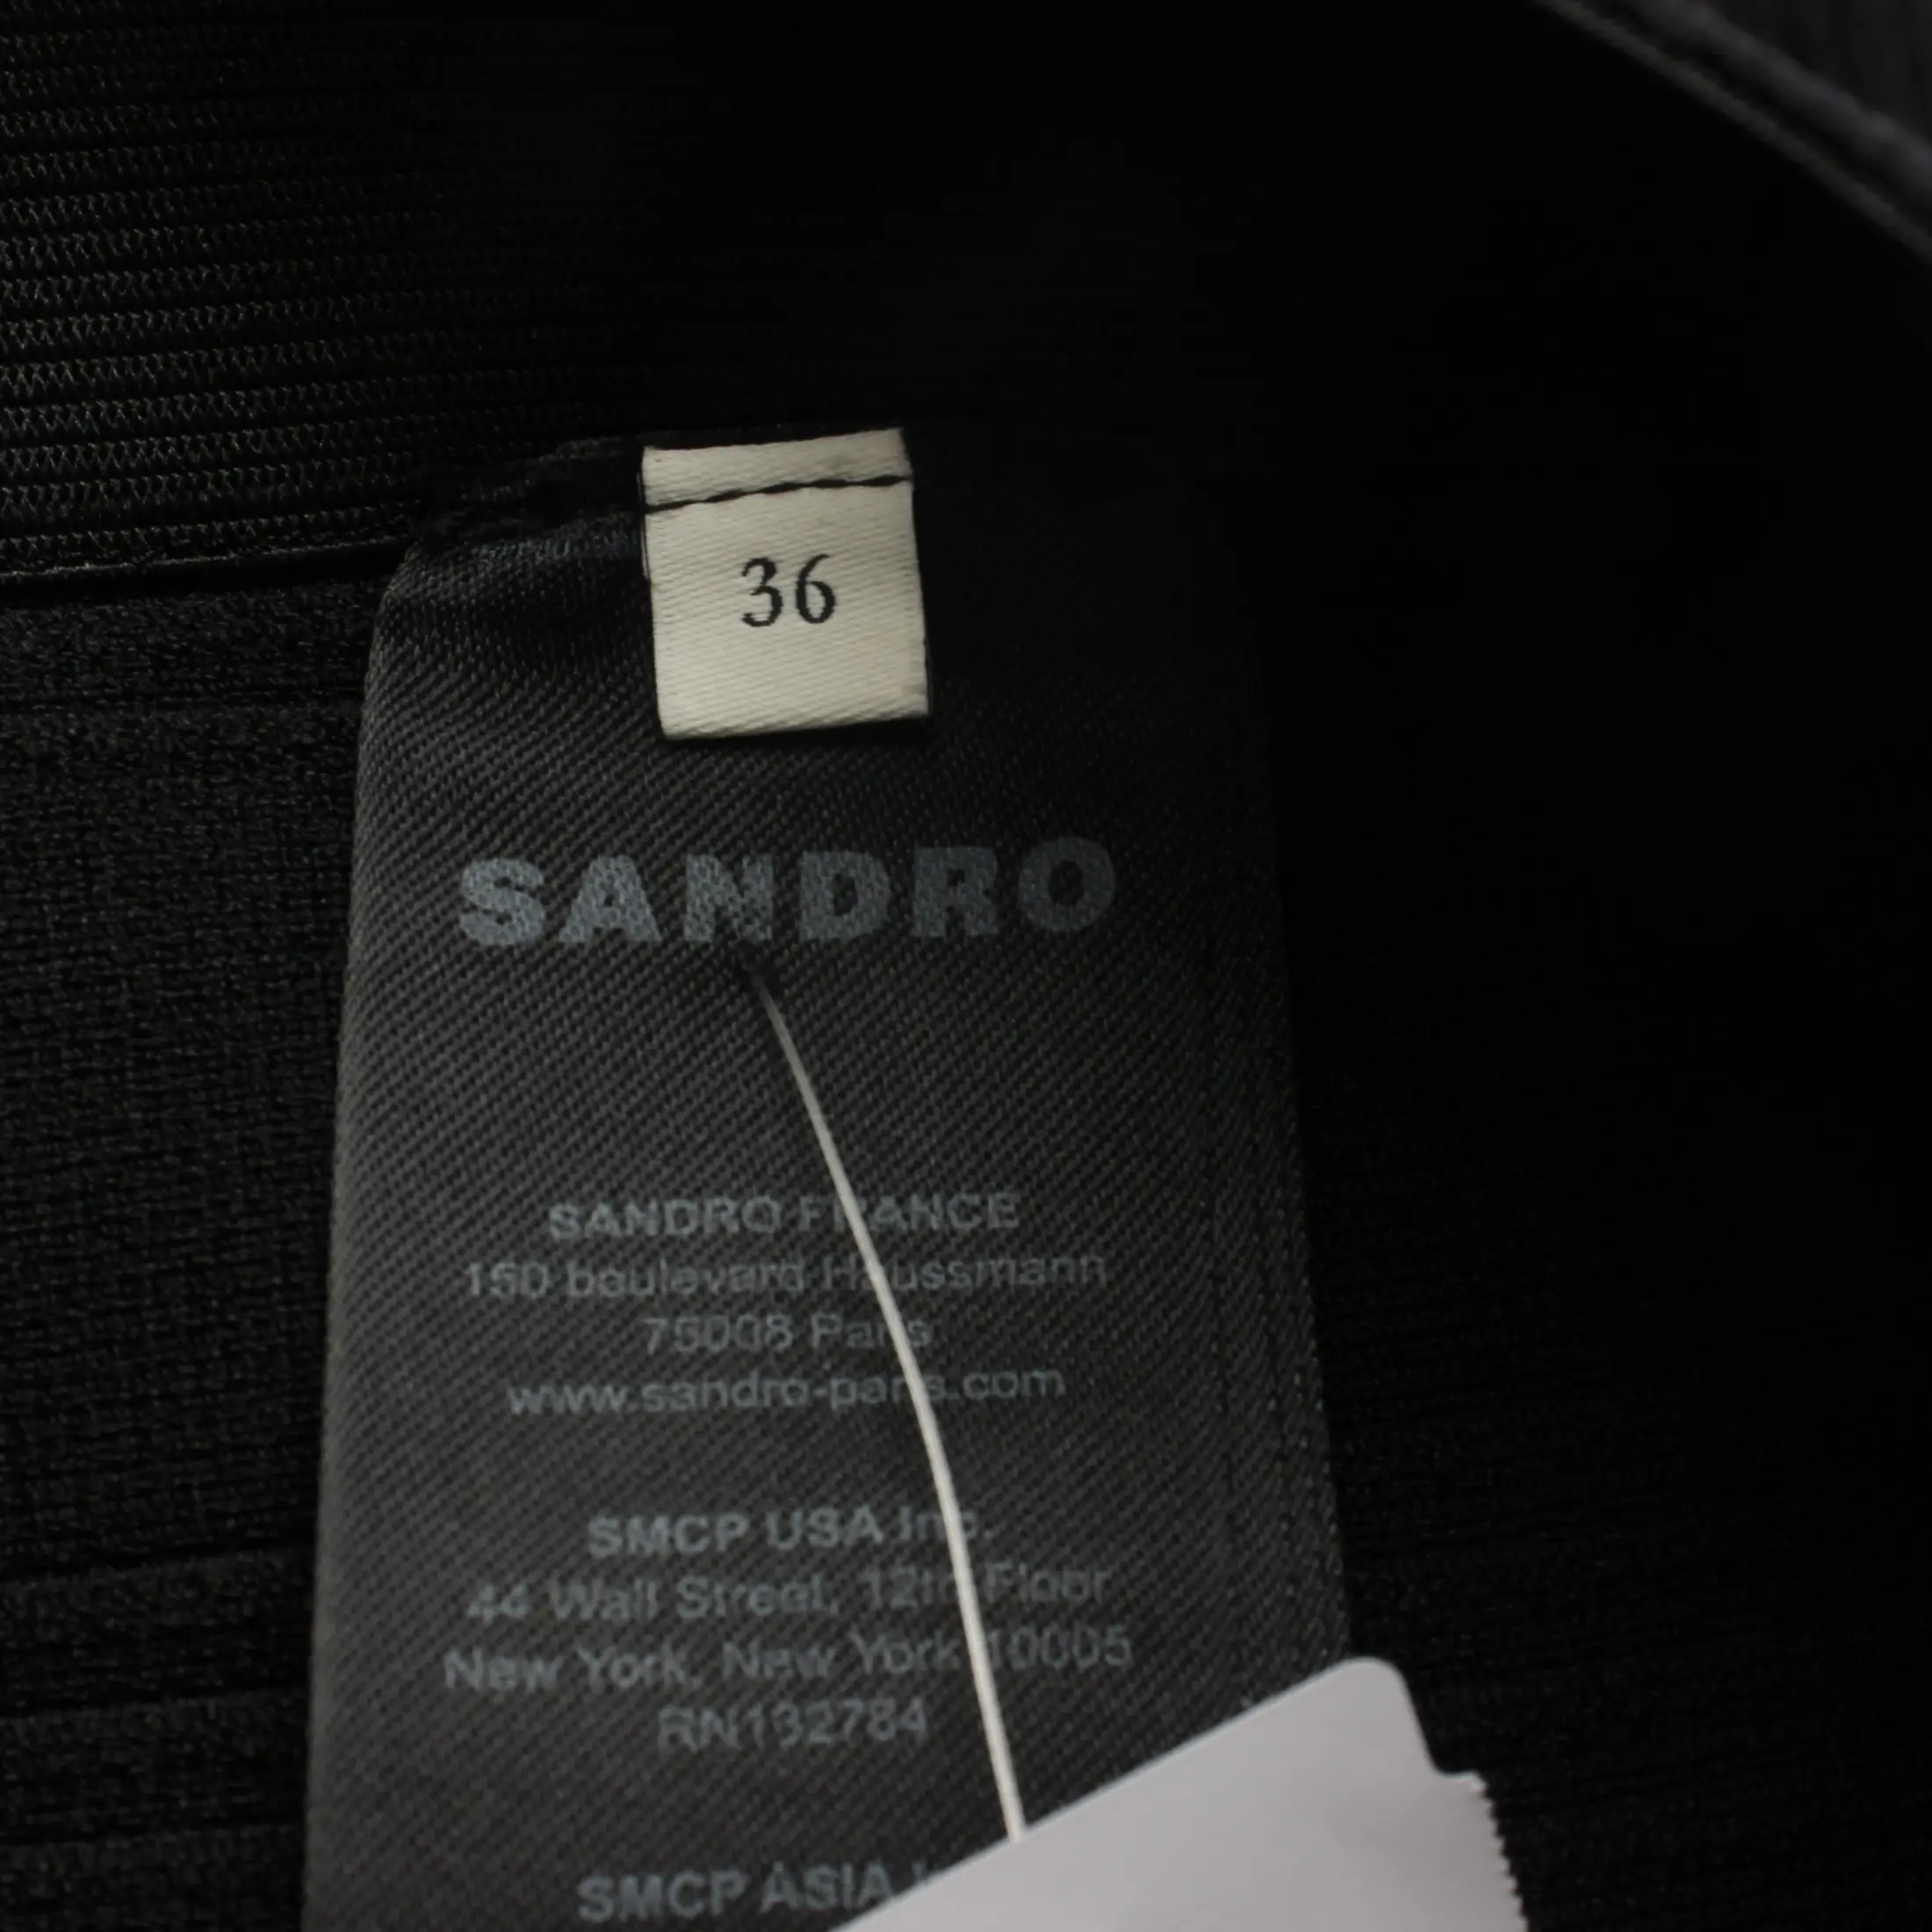 36
SANDRO
SANDRO FRANCE
150 boulevard Haussmann
75008 Paris
www.sandro-paris.com
SMCP USA Inc.
44 Wall Street, 12th Floor
New York, New York 10005
RN132784
SMCP ASIA